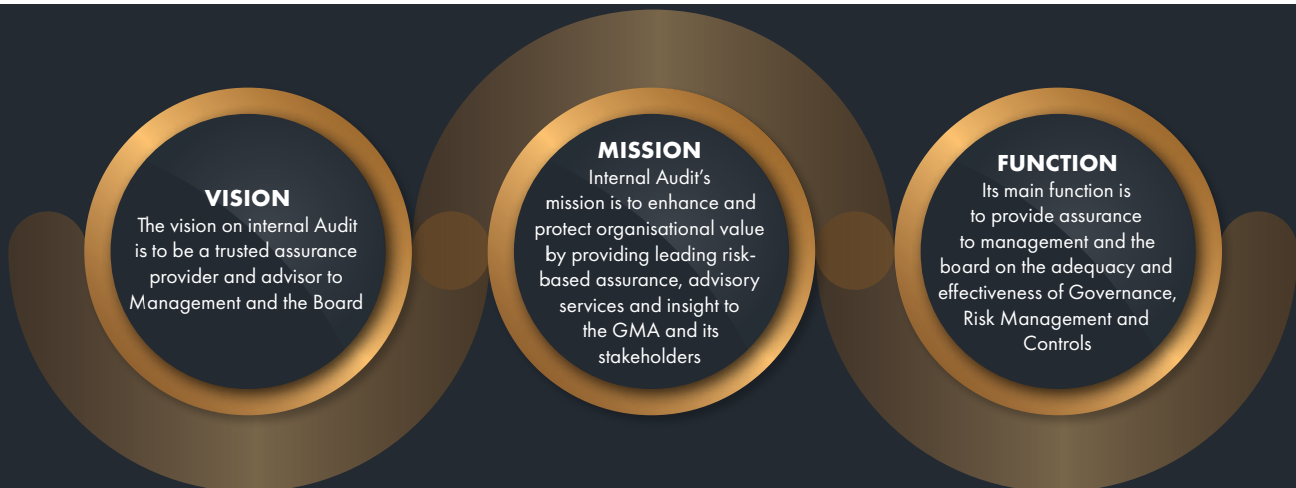 VISION
The vision on internal Audit
is to be a trusted assurance
provider and advisor to
Management and the Board
MISSION
Internal Audit’s
mission is to enhance and
protect organisational value
by providing leading risk-
based assurance, advisory
services and insight to
the GMA and its
stakeholders
FUNCTION
Its main function is
to provide assurance
to management and the
board on the adequacy and
effectiveness of Governance,
Risk Management and
Controls